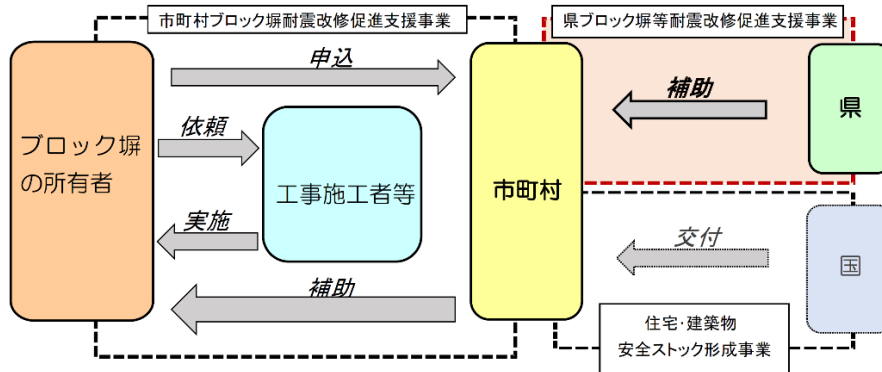 市町村ブロック塀耐震改修促進支援事業
県ブロック塀等耐震改修促進支援事業
申込
補助
県
依頼
ブロック塀
の所有者
工事施工者等
市町村
実施
交付
国
補助
住宅・建築物
安全ストック形成事業